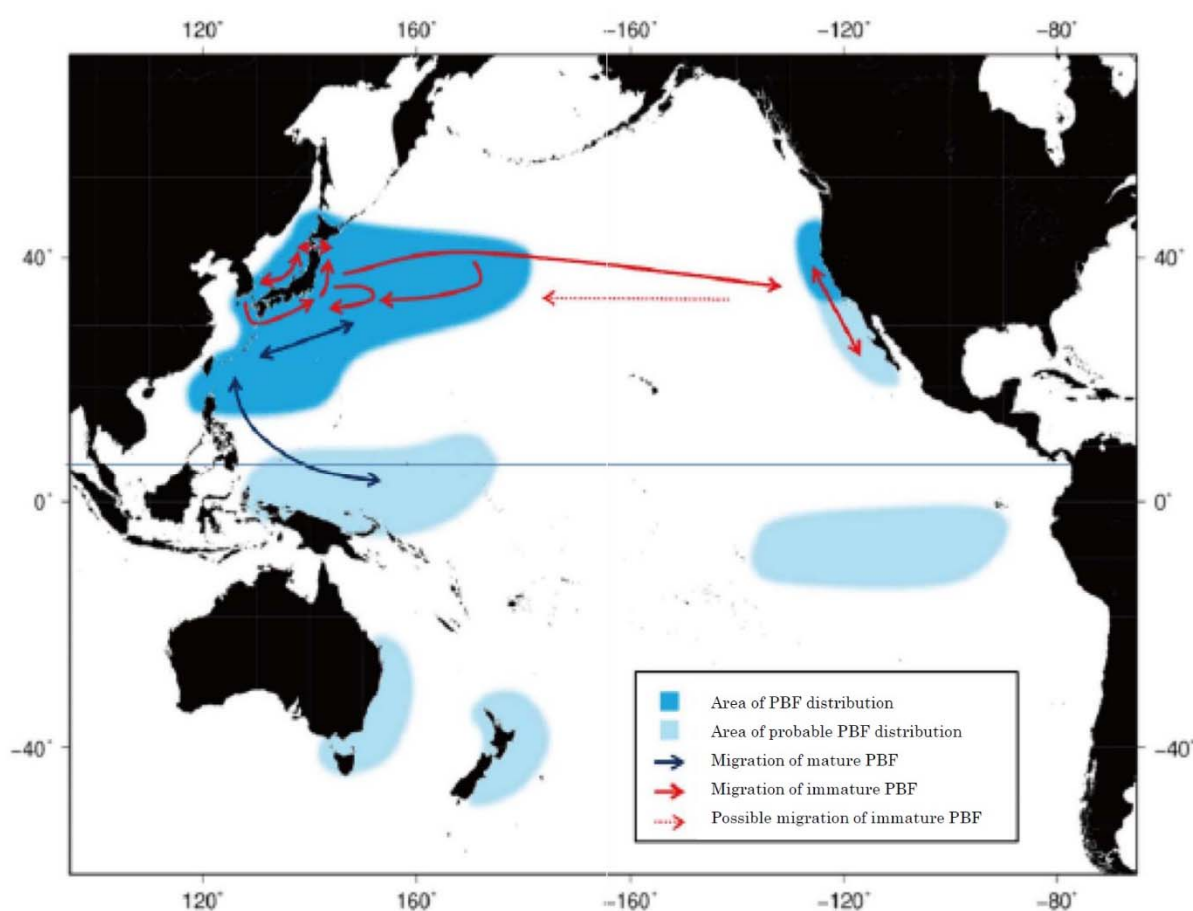 120° 160° −160° −120° −80°
40° 40°
0° 0°
−40° −40°
Area of PBF distribution
Area of probable PBF distribution
Migration of mature PBF
Migration of immature PBF
Possible migration of immature PBF
120° 160° −160° −120° −80°